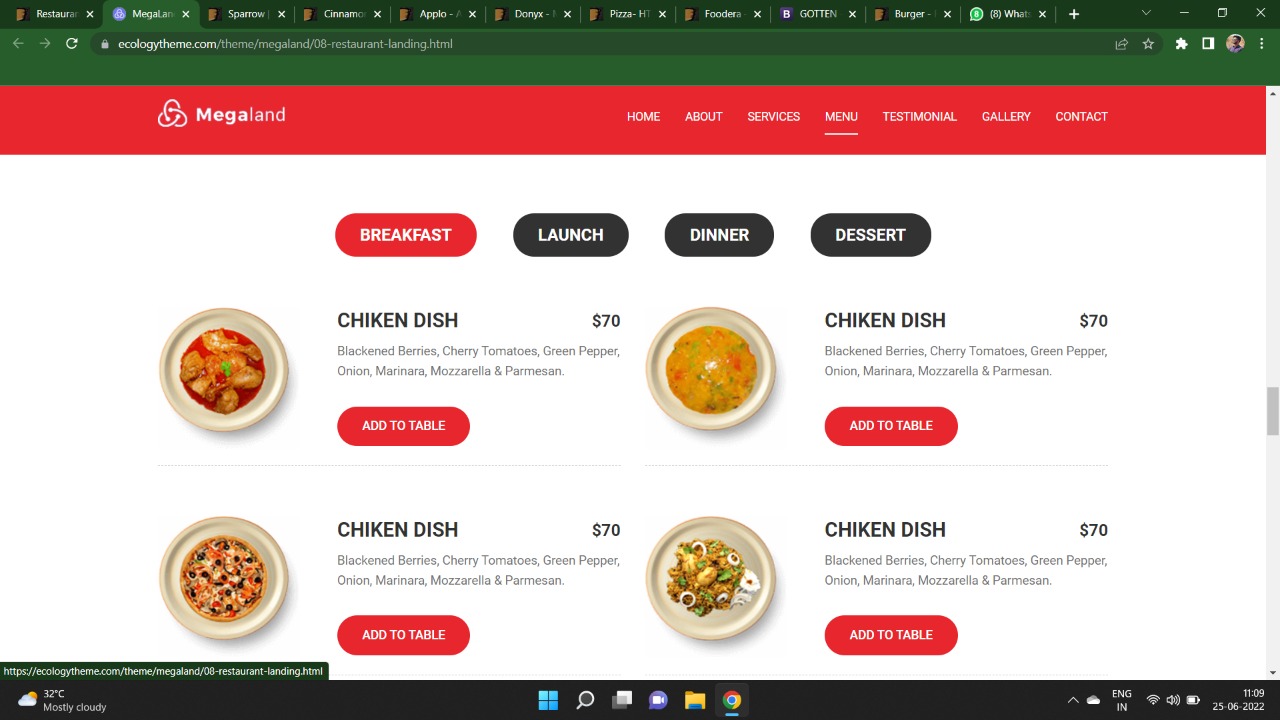 Restaur
MegaLan
Sparrow
Cinnamo
Applo - A
Donyx - M
Pizza- HT
Foodera -
B GOTTEN
Burger - D
8 (8) Whats
ecologytheme.com/theme/megaland/08-restaurant-landing.html
Megaland
HOME ABOUT SERVICES MENU TESTIMONIAL GALLERY CONTACT
BREAKFAST LAUNCH DINNER DESSERT
CHIKEN DISH $70
Blackened Berries, Cherry Tomatoes, Green Pepper,
Onion, Marinara, Mozzarella & Parmesan.
ADD TO TABLE
CHIKEN DISH $70
Blackened Berries, Cherry Tomatoes, Green Pepper,
Onion, Marinara, Mozzarella & Parmesan.
ADD TO TABLE
CHIKEN DISH $70
Blackened Berries, Cherry Tomatoes, Green Pepper,
Onion, Marinara, Mozzarella & Parmesan.
ADD TO TABLE
CHIKEN DISH $70
Blackened Berries, Cherry Tomatoes, Green Pepper,
Onion, Marinara, Mozzarella & Parmesan.
ADD TO TABLE
https://ecologytheme.com/theme/megaland/08-restaurant-landing.html
32°C
Mostly cloudy
ENG
IN
11:09
25-06-2022